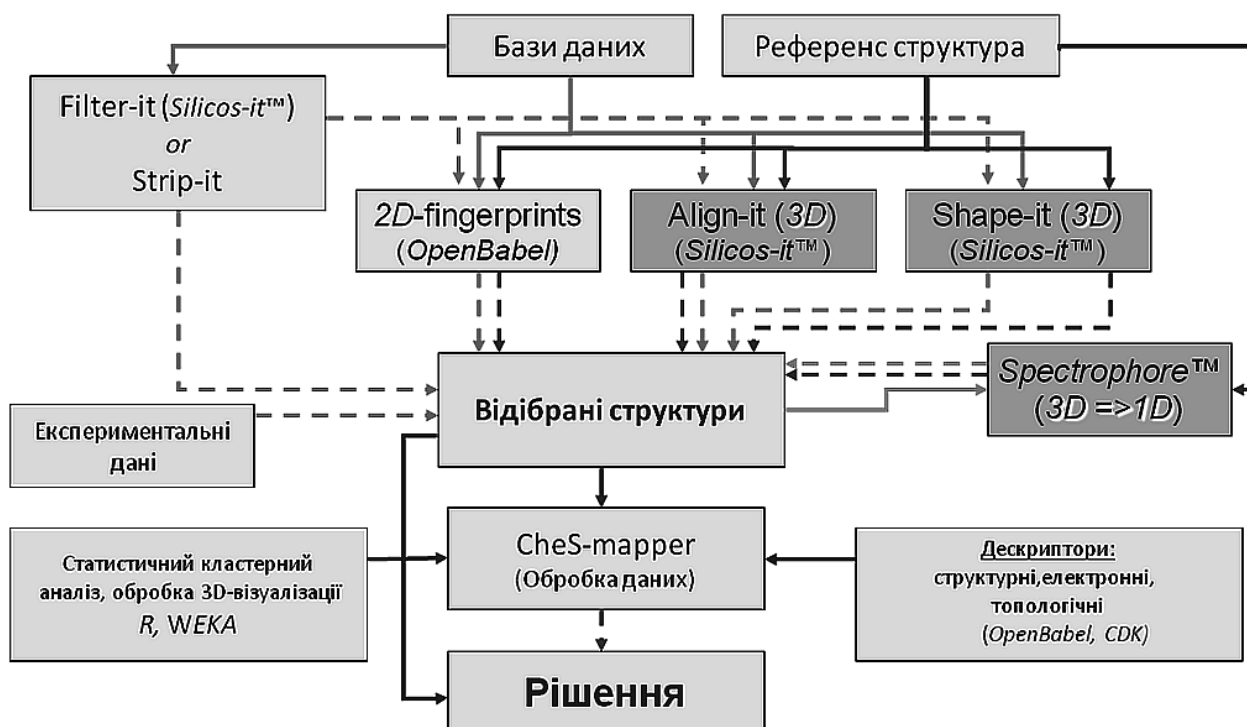 Бази даних
Референс структура
Filter-it (Silicos-it™)
or
Strip-it
2D-fingerprints
(OpenBabel)
Align-it (3D)
(Silicos-it™)
Shape-it (3D)
(Silicos-it™)
Відібрані структури
Spectrophore™
(3D =>1D)
Експериментальні
дані
Статистичний кластерний
аналіз, обробка 3D-візуалізації
R, WEKA
CheS-mapper
(Обробка даних)
Дескриптори:
структурні,електронні,
топологічні
(OpenBabel, CDK)
Рішення